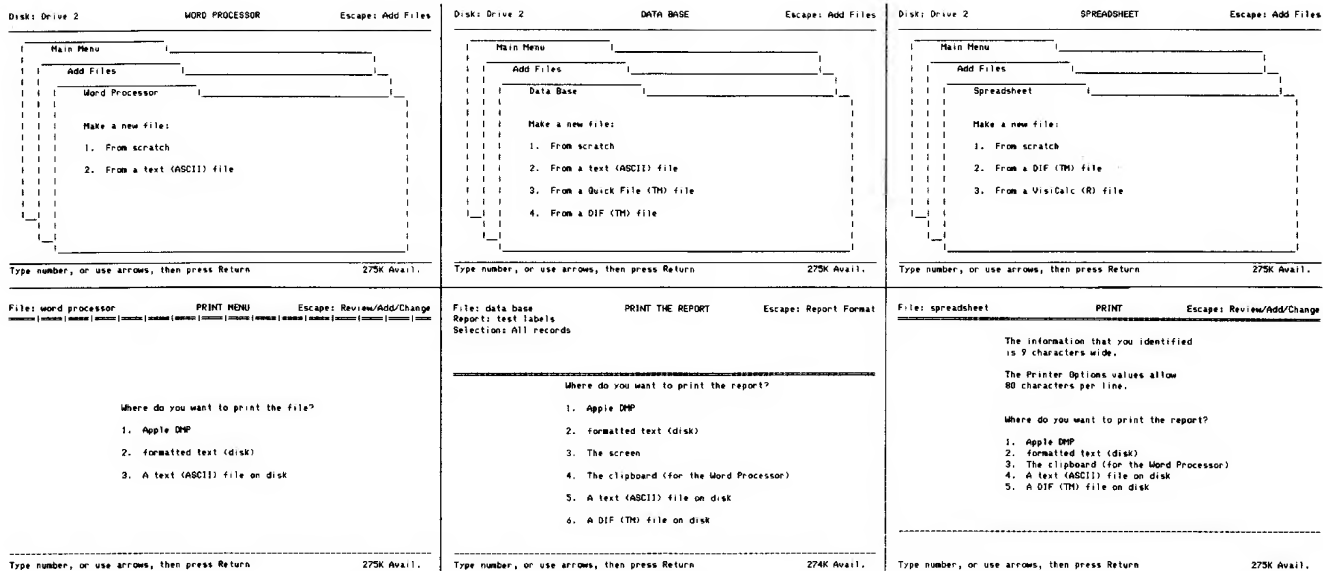 Disk: Drive 2 WORD PROCESSOR Escape: Add Files
Main Menu
Add Files
Word Processor
Make a new file:
1. From scratch
2. From a text (ASCII) file
Type number, or use arrows, then press Return 275K Avail.
Disk: Drive 2 DATA BASE Escape: Add Files
Main Menu
Add Files
Data Base
Make a new file:
1. From scratch
2. From a text (ASCII) file
3. From a Quick File (TM) file
4. From a DIF (TM) file
Type number, or use arrows, then press Return 275K Avail.
Disk: Drive 2 SPREADSHEET Escape: Add Files
Main Menu
Add Files
Spreadsheet
Make a new file:
1. From scratch
2. From a DIF (TM) file
3. From a VisiCalc (R) file
Type number, or use arrows, then press Return 275K Avail.
File: word processor PRINT MENU Escape: Review/Add/Change
Where do you want to print the file?
1. Apple DMP
2. formatted text (disk)
3. A text (ASCII) file on disk
Type number, or use arrows, then press Return 275K Avail.
File: data base PRINT THE REPORT Escape: Report Format
Report: test labels
Selection: All records
Where do you want to print the report?
1. Apple DMP
2. formatted text (disk)
3. The screen
4. The clipboard (for the Word Processor)
5. A text (ASCII) file on disk
6. A DIF (TM) file on disk
Type number, or use arrows, then press Return 274K Avail.
File: spreadsheet PRINT Escape: Review/Add/Change
The information that you identified
is 9 characters wide.
The Printer Options values allow
80 characters per line.
Where do you want to print the report?
1. Apple DMP
2. formatted text (disk)
3. The clipboard (for the Word Processor)
4. A text (ASCII) file on disk
5. A DIF (TM) file on disk
Type number, or use arrows, then press Return 275K Avail.